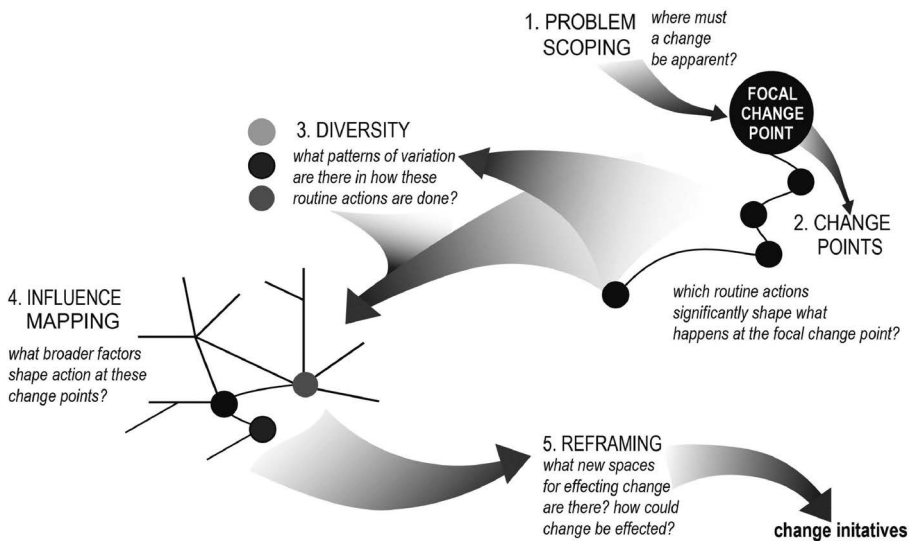 1. PROBLEM
SCOPING
where must
a change
be apparent?
FOCAL
CHANGE
POINT
2. CHANGE
POINTS
which routine actions
significantly shape what
happens at the focal change point?
3. DIVERSITY
what patterns of variation
are there in how these
routine actions are done?
4. INFLUENCE
MAPPING
what broader factors
shape action at these
change points?
5. REFRAMING
what new spaces
for effecting change
are there? how could
change be effected?
change initatives